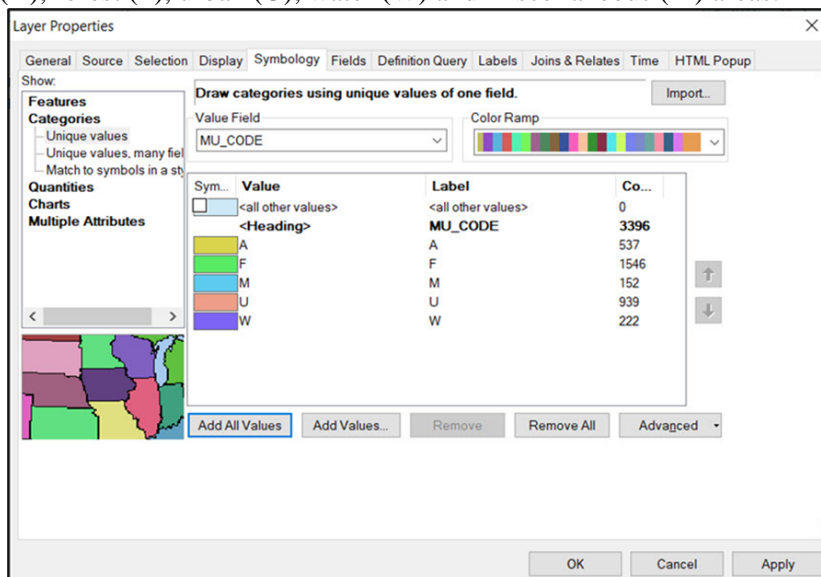 Layer Properties
General Source Selection Display Symbology Fields Definition Query Labels Joins & Relates Time HTML Popup
Show:
Features
Categories
Unique values
Unique values, many fiel
Match to symbols in a st
Quantities
Charts
Multiple Attributes
Draw categories using unique values of one field.
Import...
Value Field
Color Ramp
MU_CODE
Sym... Value Label Co...
<all other values> <all other values> 0
<Heading> MU_CODE 3396
A A 537
F F 1546
M M 152
U U 939
W W 222
Add All Values Add Values... Remove Remove All Advanced
OK Cancel Apply